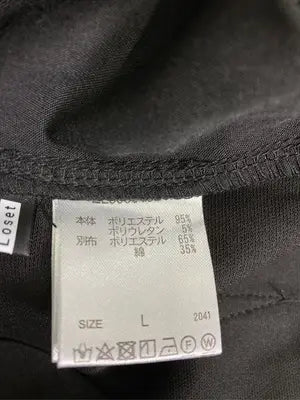 本体 ポリエステル 95%
ポリウレタン 5%
別布 ポリエステル 65%
綿 35%
SIZE L 2041
Loset